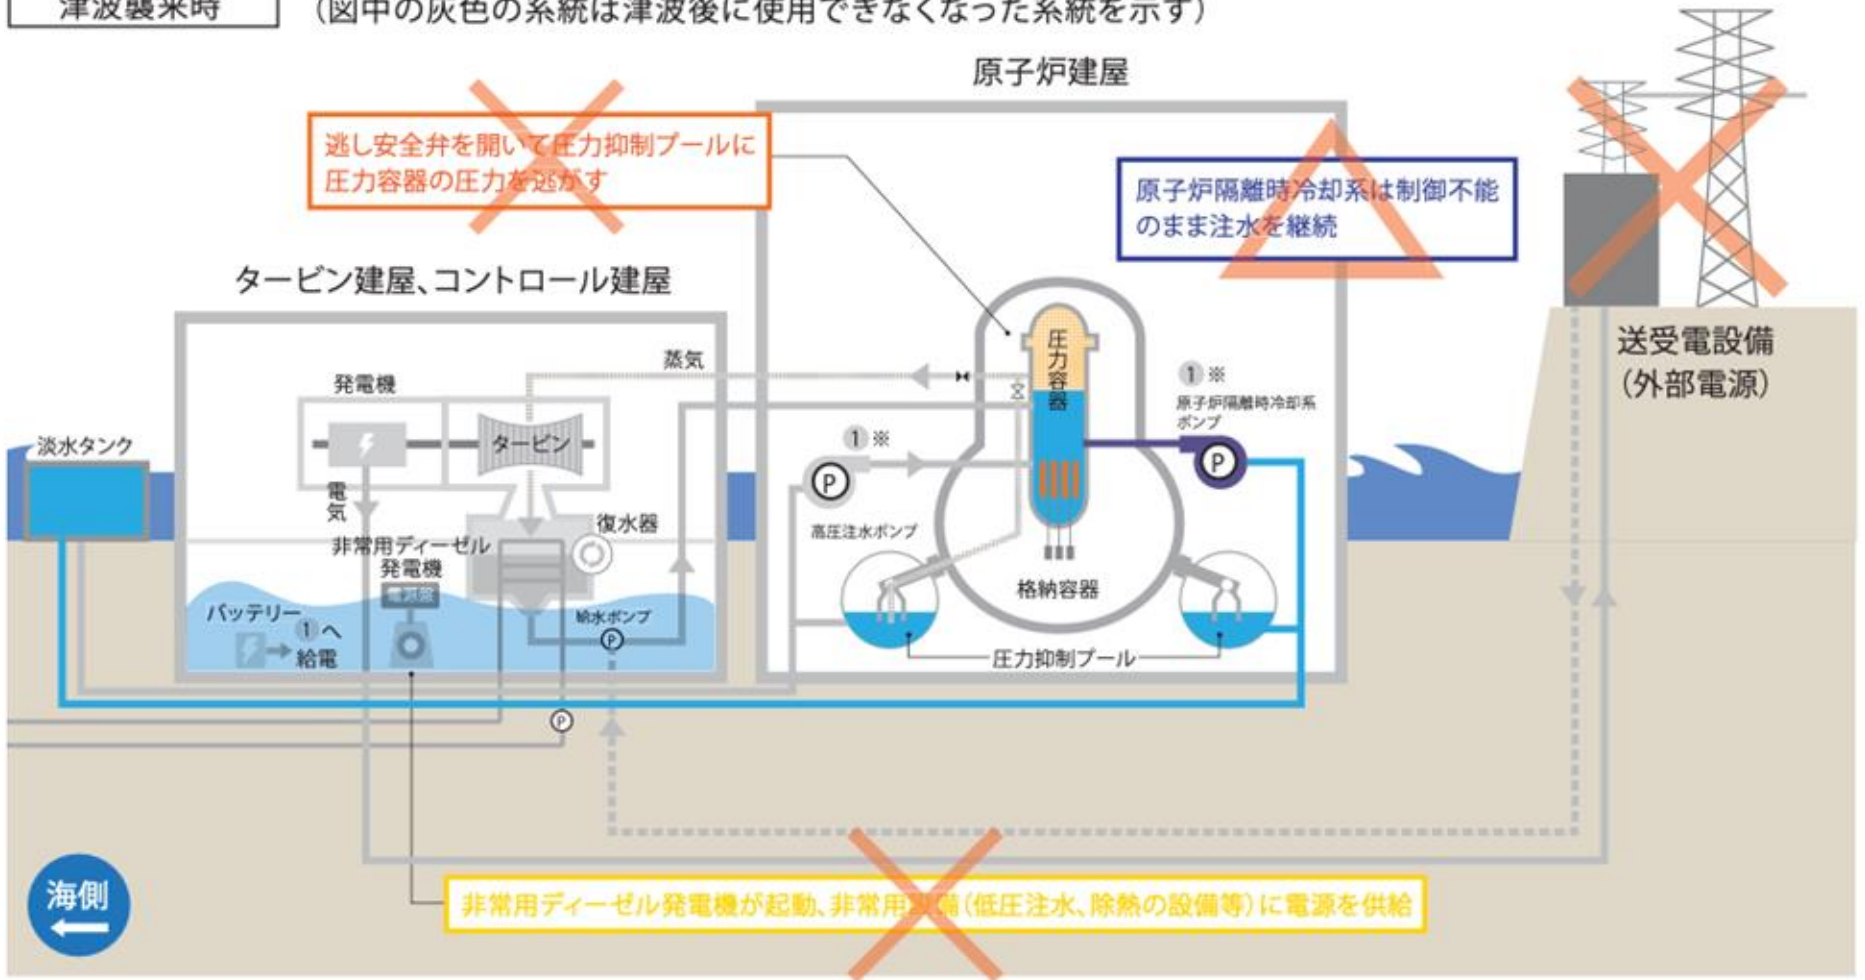 津波襲来時
(図中の灰色の系統は津波後に使用できなくなった系統を示す)
原子炉建屋
逃し安全弁を開いて圧力抑制プールに
圧力容器の圧力を逃がす
原子炉隔離時冷却系は制御不能
のまま注水を継続
タービン建屋、コントロール建屋
送受電設備
(外部電源)
蒸気
圧力容器
発電機
①※
原子炉隔離時冷却系
ポンプ
P
淡水タンク
タービン
①※
P
電気
復水器
高圧注水ポンプ
非常用ディーゼル
発電機
電源盤
格納容器
バッテリー
①へ
給電
給水ポンプ
P
圧力抑制プール
P
海側
非常用ディーゼル発電機が起動、非常用設備(低圧注水、除熱の設備等)に電源を供給